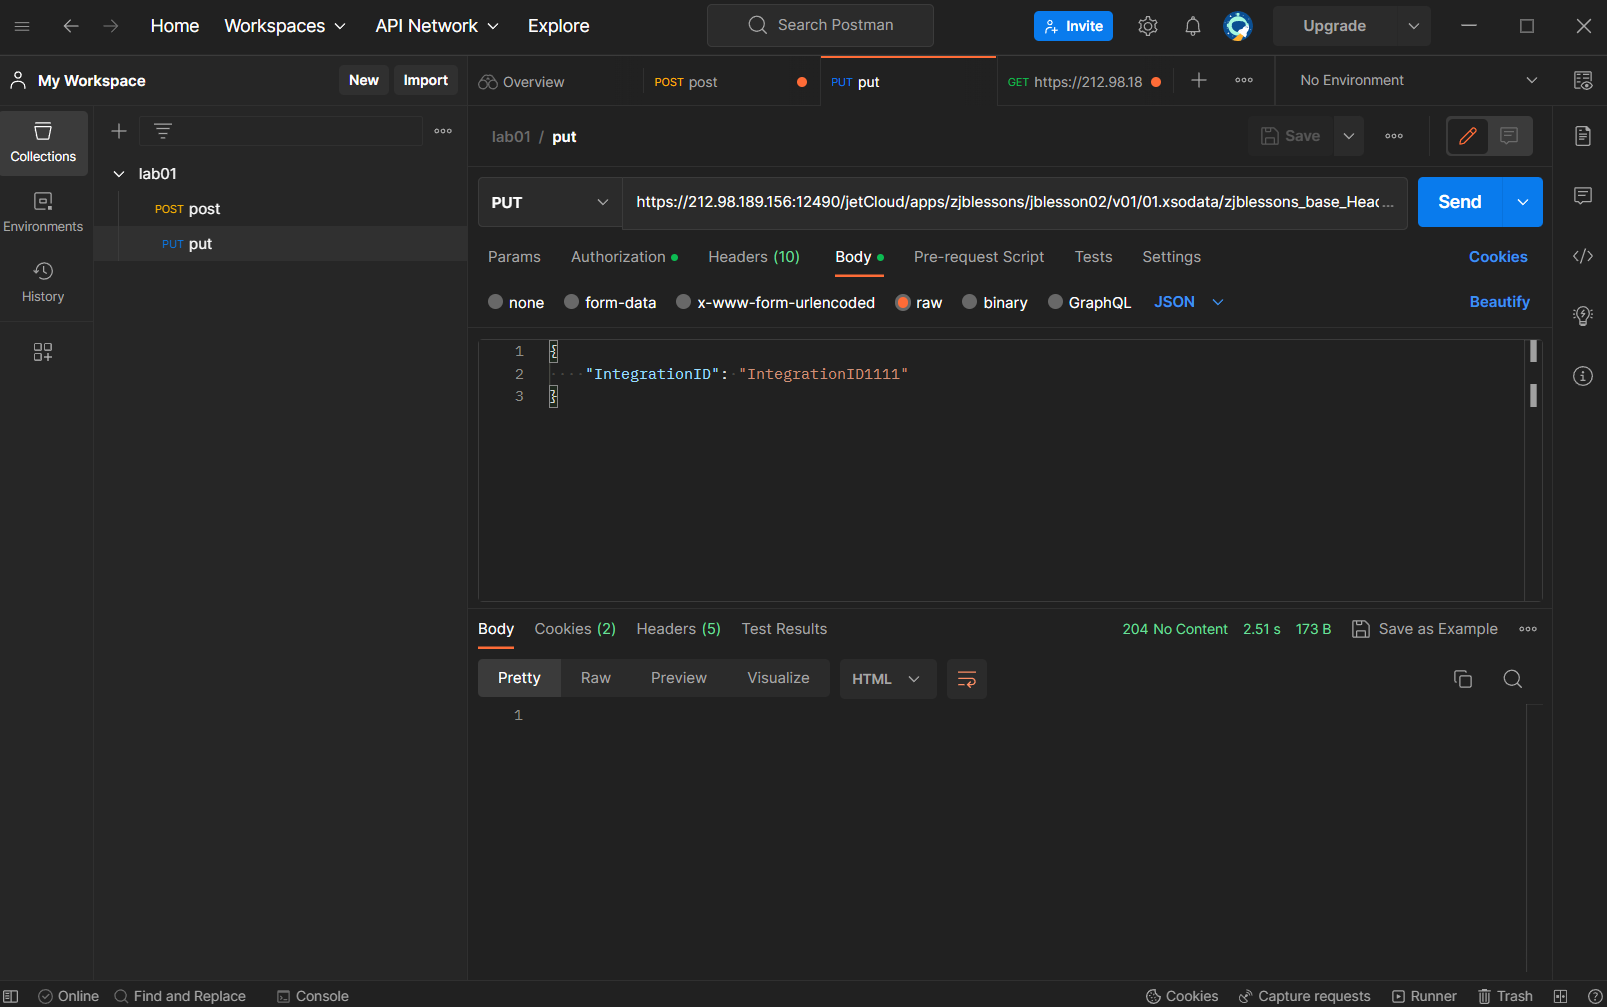 Home Workspaces API Network Explore Search Postman Invite Upgrade
My Workspace New Import Overview POST post PUT put GET https://212.98.18 No Environment
Collections
Environments
History
lab01
POST post
PUT put
lab01 / put Save
PUT https://212.98.189.156:12490/jetCloud/apps/zjblessons/jblesson02/v01/01.xsodata/zjblessons_base_Head...
Send
Params Authorization Headers (10) Body Pre-request Script Tests Settings Cookies
none form-data x-www-form-urlencoded raw binary GraphQL JSON Beautify
1 {
2 "IntegrationID": "IntegrationID1111"
3 }
Body Cookies (2) Headers (5) Test Results 204 No Content 2.51 s 173 B Save as Example
Pretty Raw Preview Visualize HTML
1
Online Find and Replace Console Cookies Capture requests Runner Trash